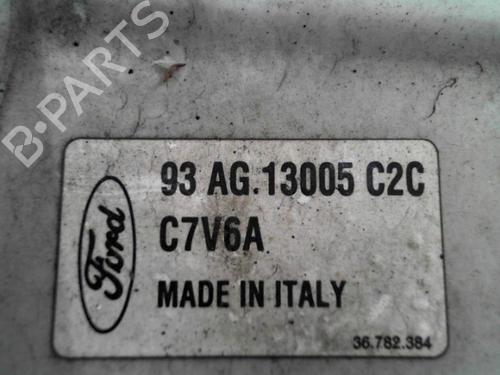 B-PARTS
93 AG.13005 C2C
Ford
C7V6A
MADE IN ITALY
36.782.384